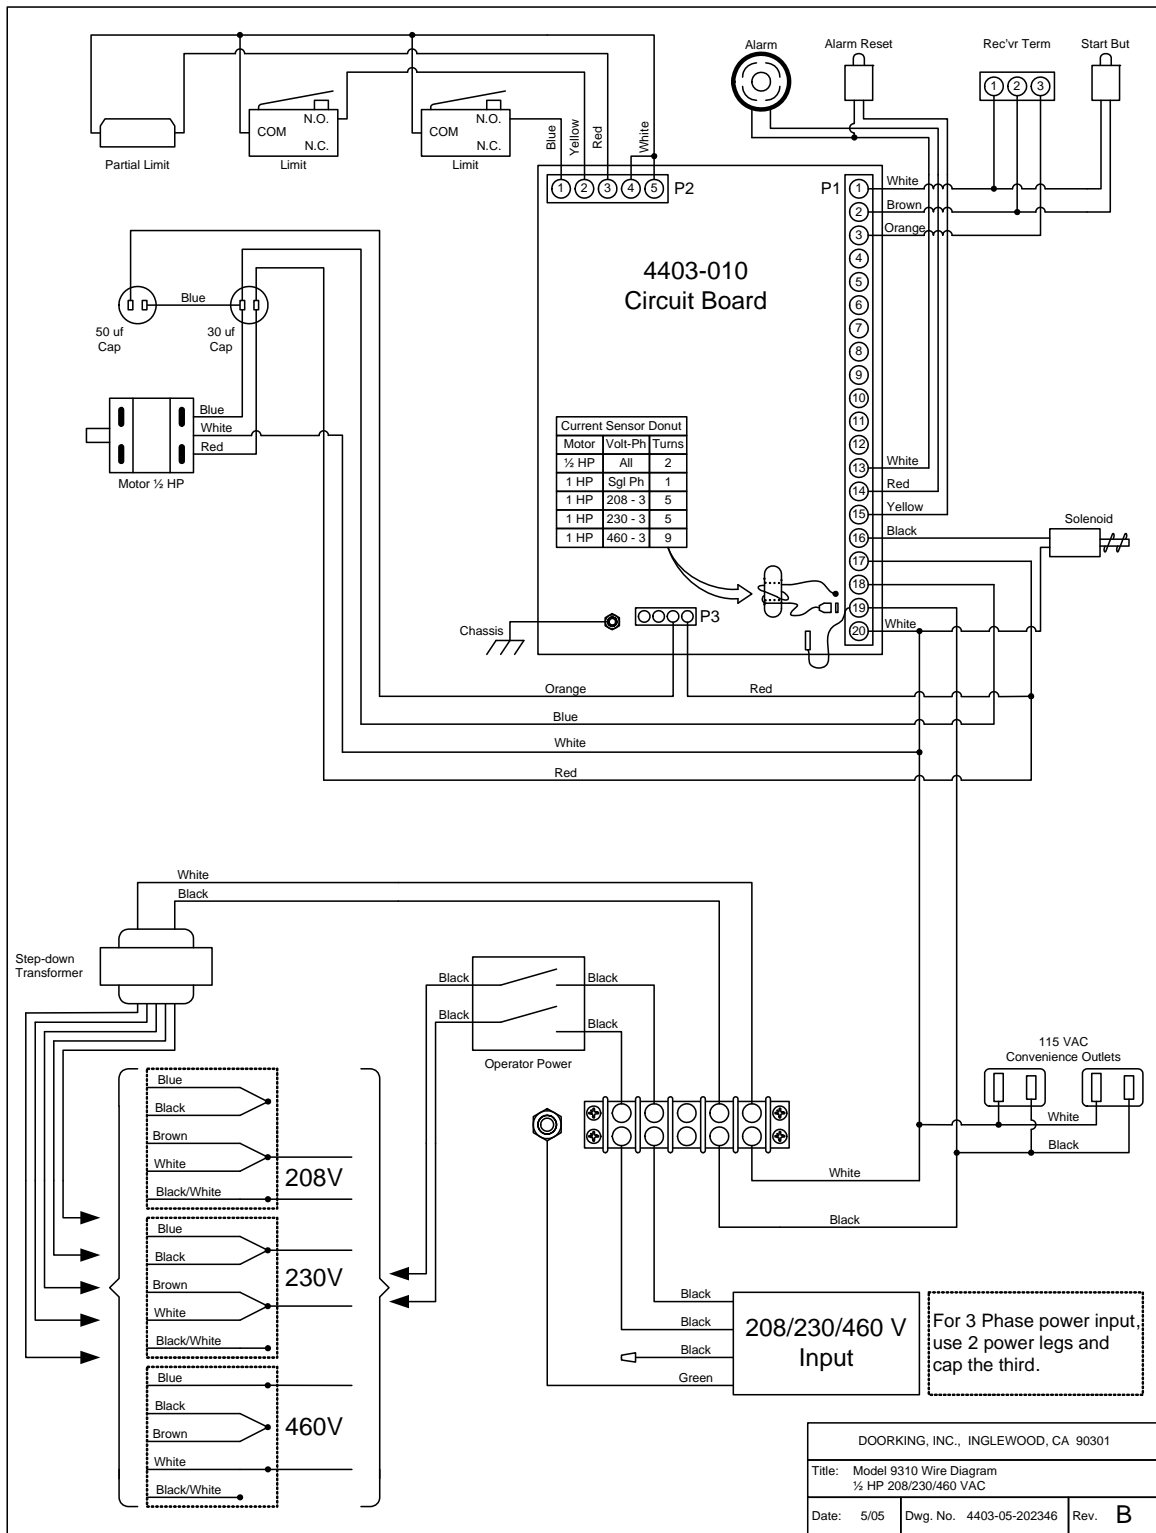 Alarm
Alarm Reset
Rec'vr Term
Start But
1 2 3
N.O.
COM
N.C.
N.O.
COM
N.C.
Partial Limit
Limit
Limit
Blue
Yellow
Red
White
1 2 3 4 5
P2
P1
1
White
2
Brown
3
Orange
4
5
6
7
8
9
10
11
12
13
White
14
Red
15
Yellow
16
Black
17
18
19
20
White
4403-010
Circuit Board
Blue
50 uf
Cap
30 uf
Cap
Blue
White
Red
Motor ½ HP
Current Sensor Donut
Motor Volt-Ph Turns
½ HP All 2
1 HP Sgl Ph 1
1 HP 208 - 3 5
1 HP 230 - 3 5
1 HP 460 - 3 9
Solenoid
P3
Chassis
Orange
Red
Blue
White
Red
White
Black
Step-down
Transformer
Black
Black
Black
Black
Operator Power
115 VAC
Convenience Outlets
White
Black
White
Black
Blue
Black
Brown
White
Black/White
208V
Blue
Black
Brown
White
Black/White
230V
Blue
Black
Brown
White
Black/White
460V
Black
Black
Black
Green
208/230/460 V
Input
For 3 Phase power input,
use 2 power legs and
cap the third.
DOORKING, INC., INGLEWOOD, CA 90301
Title: Model 9310 Wire Diagram
½ HP 208/230/460 VAC
Date: 5/05 Dwg. No. 4403-05-202346 Rev. B